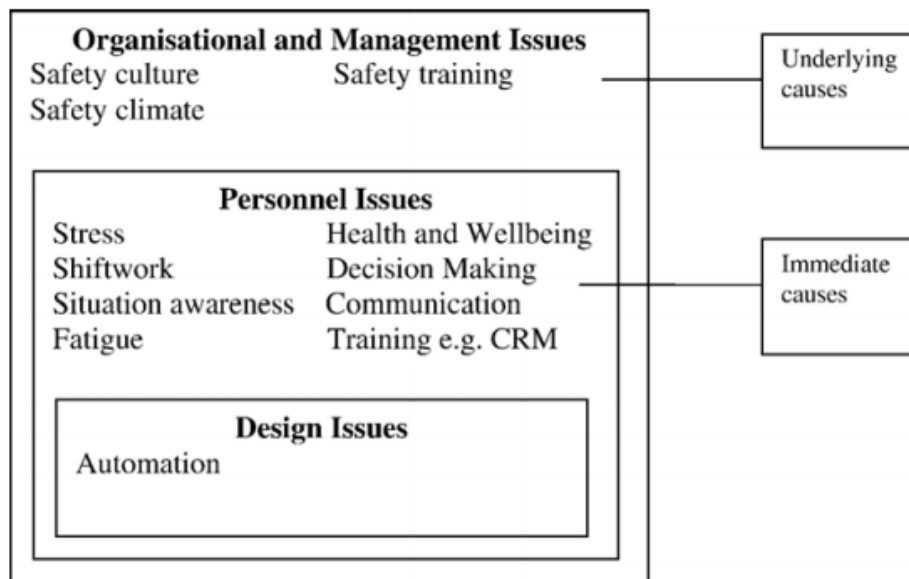 Organisational and Management Issues
Safety culture Safety training
Safety climate
Underlying
causes
Personnel Issues
Stress Health and Wellbeing
Shiftwork Decision Making
Situation awareness Communication
Fatigue Training e.g. CRM
Immediate
causes
Design Issues
Automation